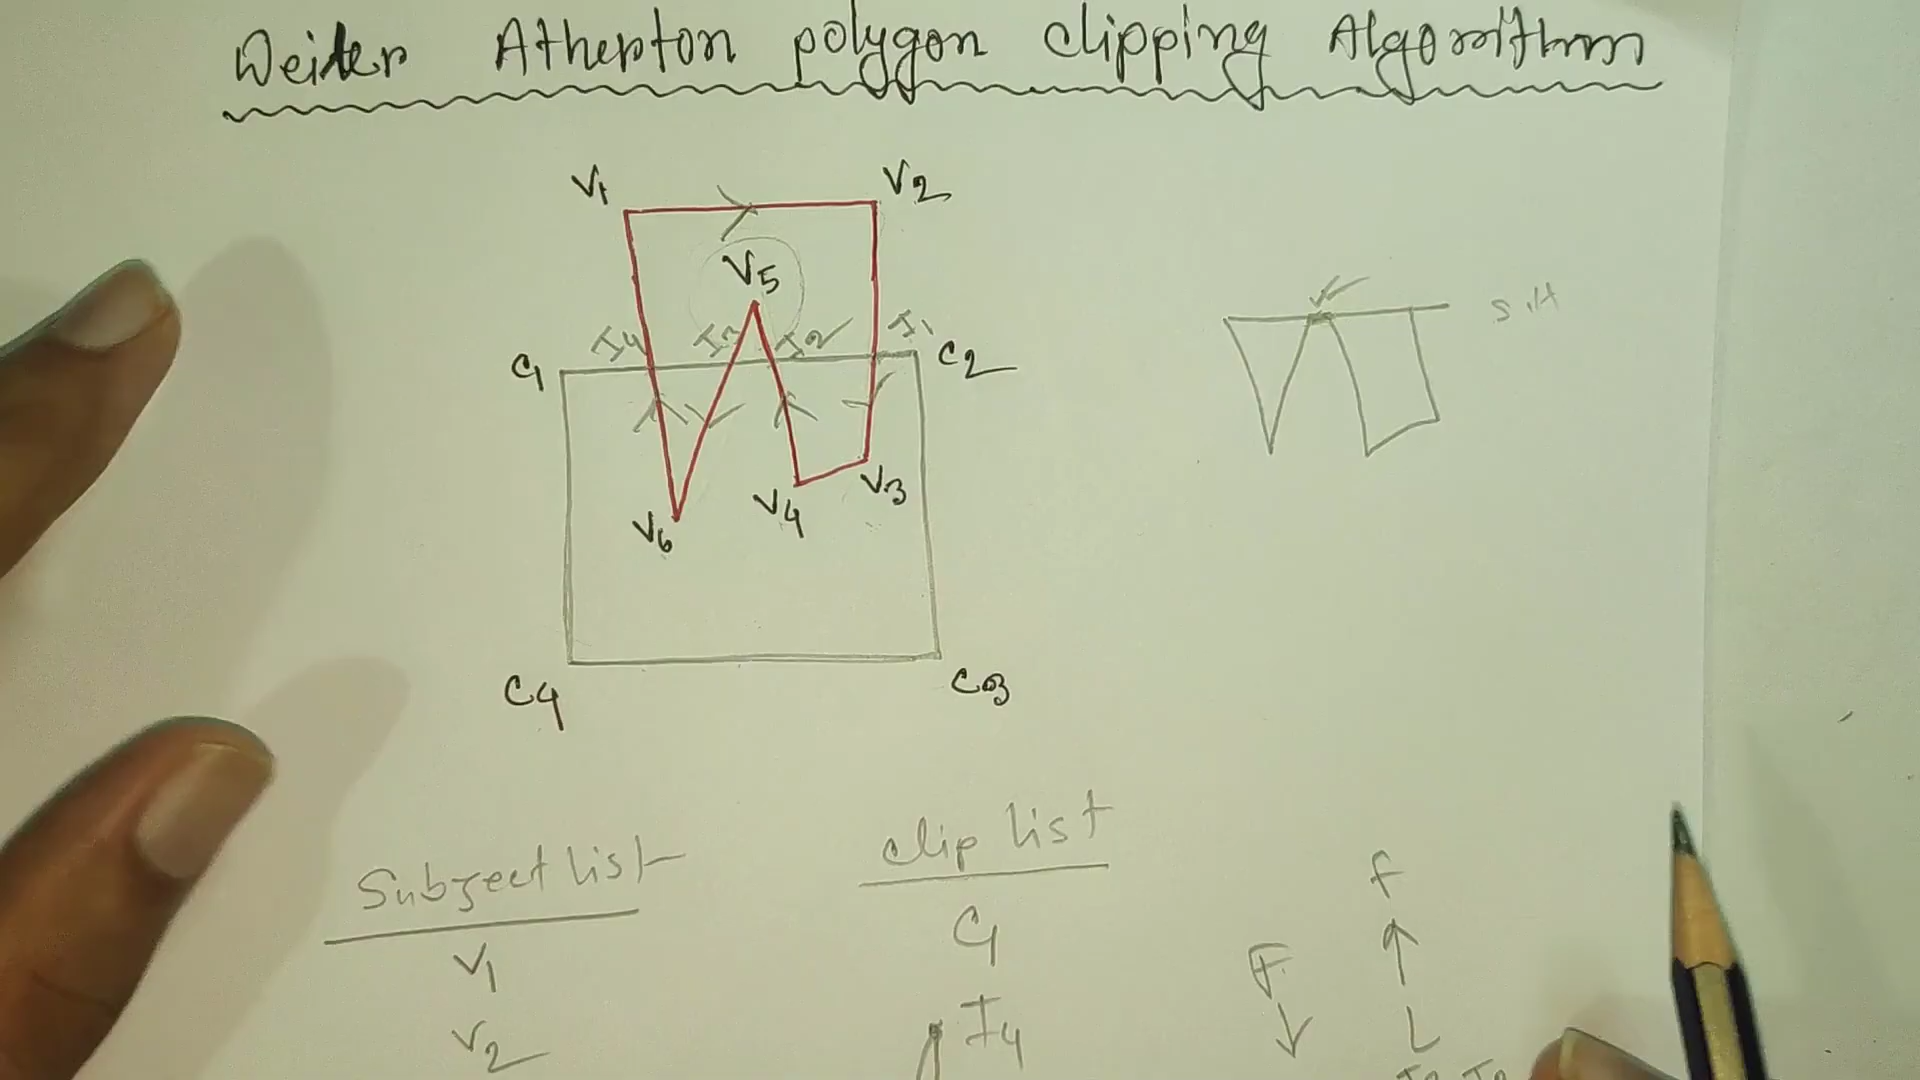 Weiler Atherton polygon clipping Algorithm
V1 V2
V5
I4 I3 I2 I1
C1 C2
S.H
V6 V4 V3
C4 C3
Subject list clip list
V1 C1
V2 I4
F F
L